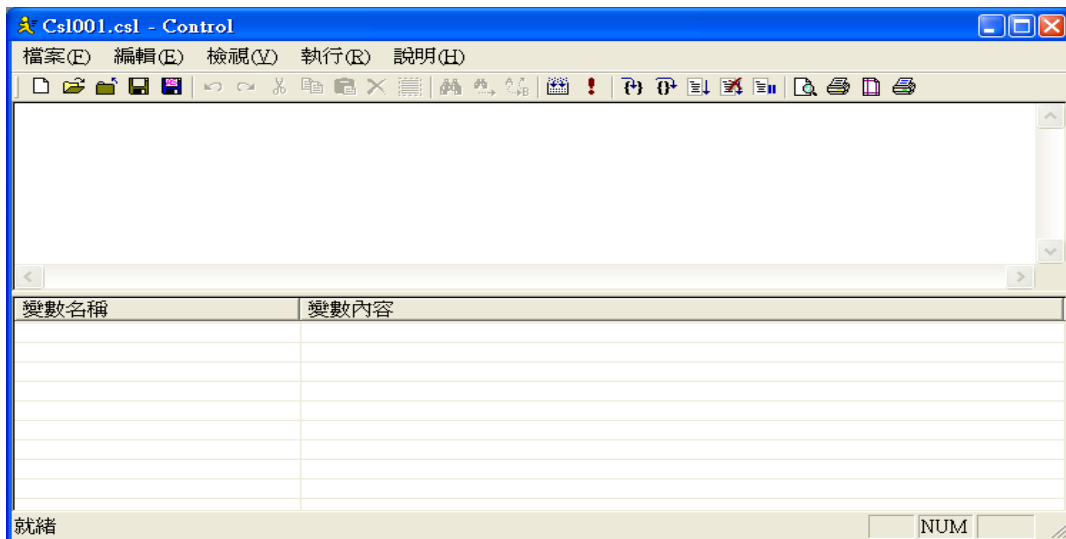 Csl001.csl - Control
檔案(F) 編輯(E) 檢視(V) 執行(R) 說明(H)
變數名稱 變數內容
就緒 NUM